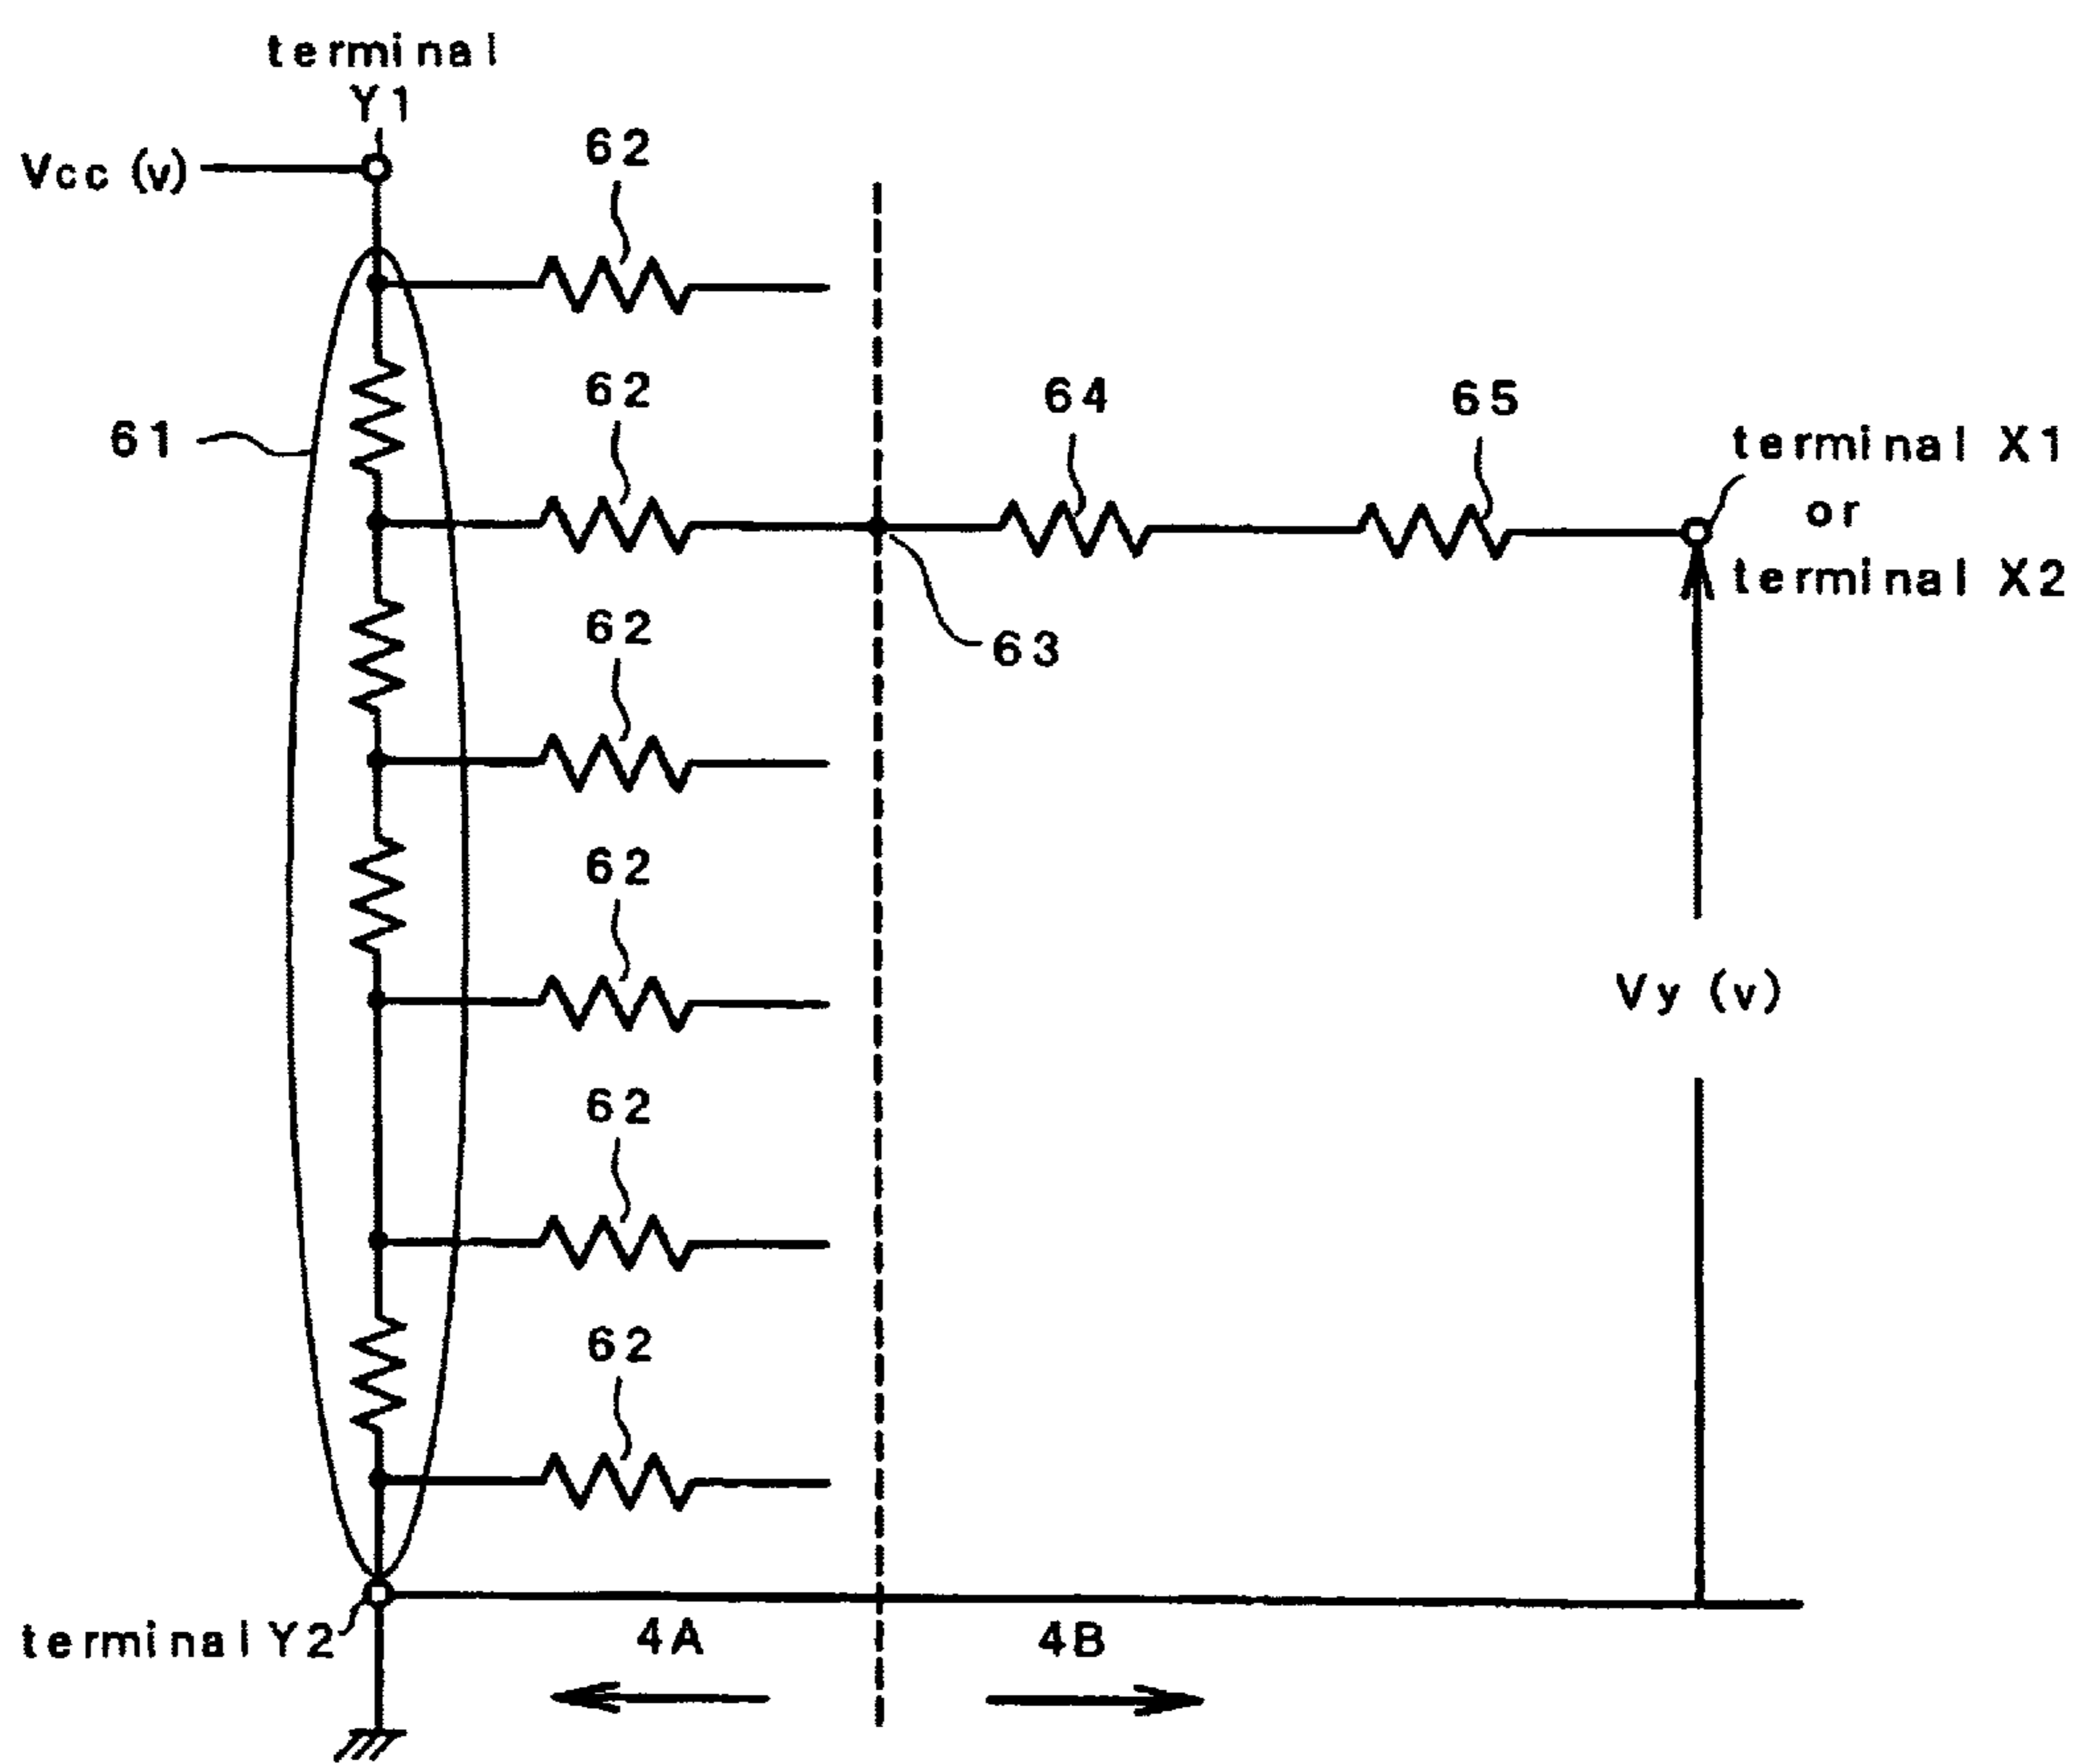 terminal
Y1
Vcc (v)
62
62
61
64
65
terminal X1
or
terminal X2
62
63
62
Vy (v)
62
62
terminal Y2
4A
4B